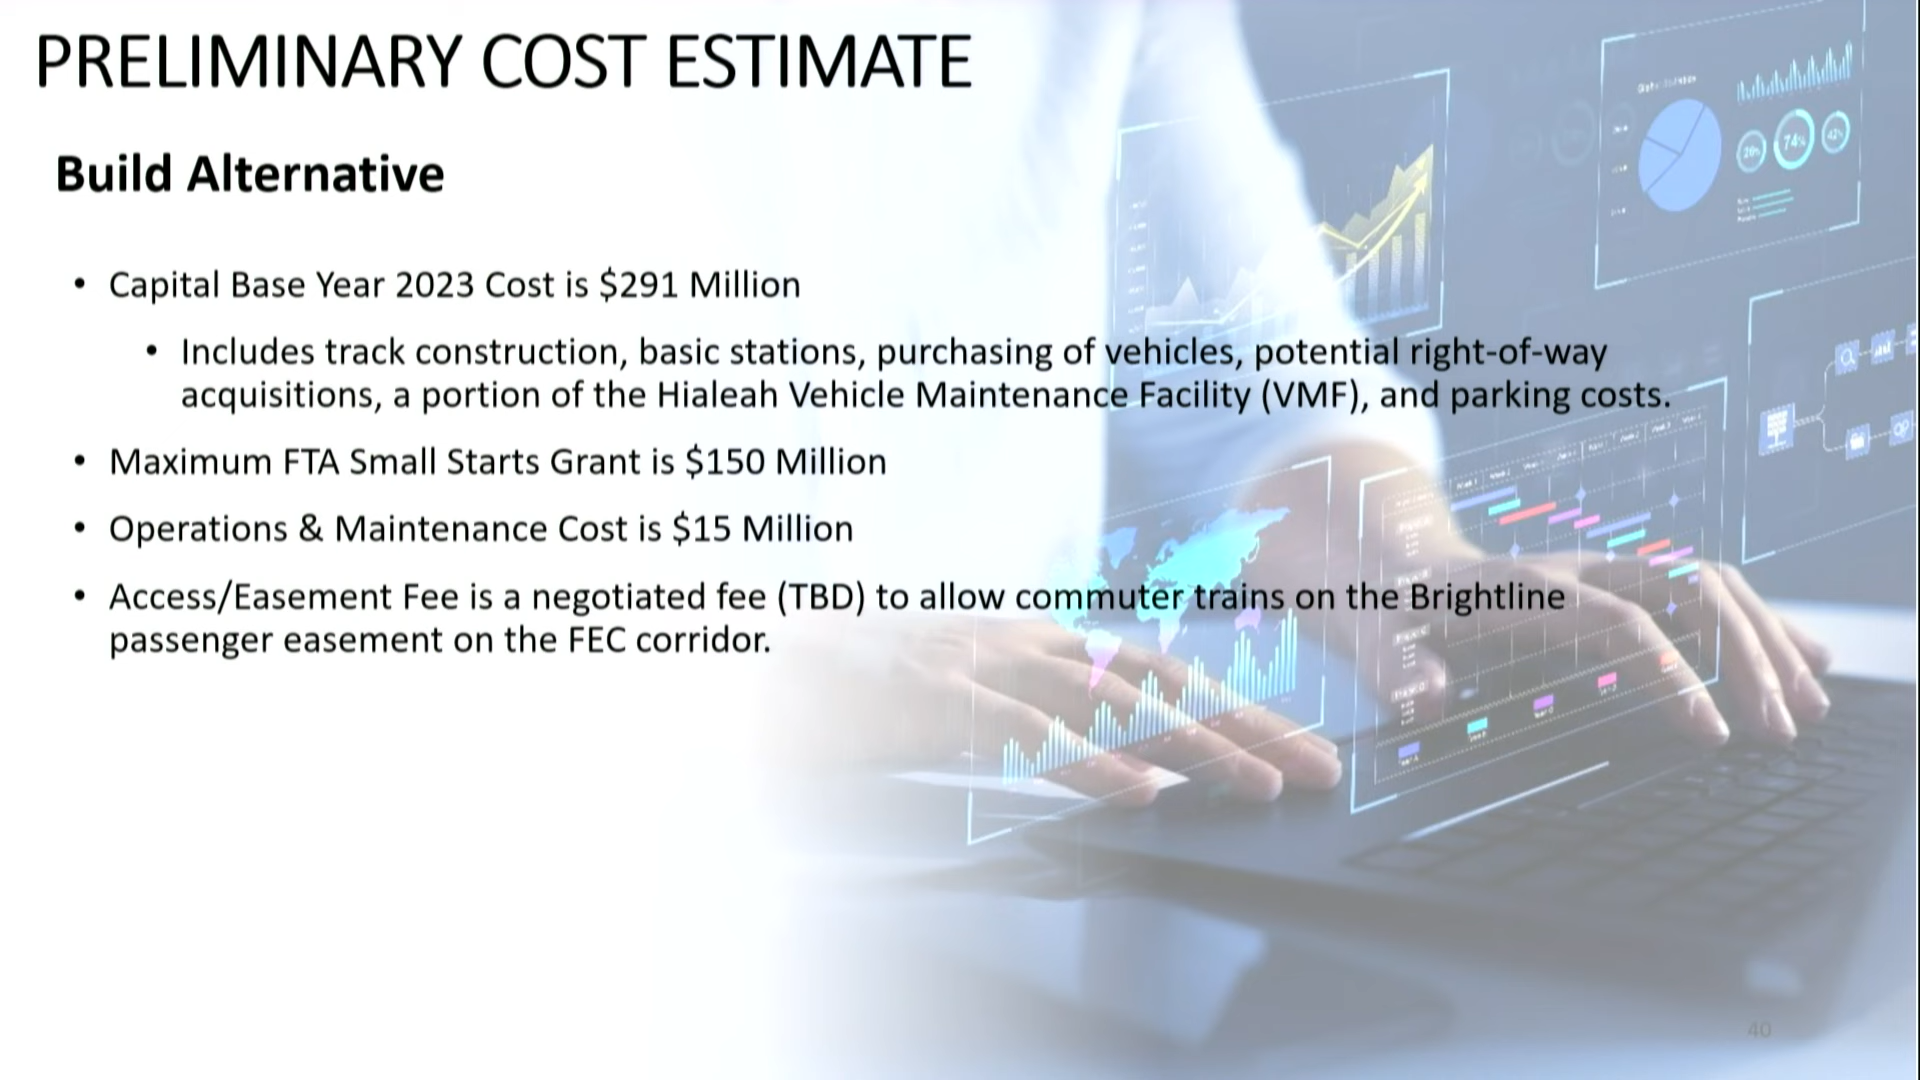 PRELIMINARY COST ESTIMATE
Build Alternative
• Capital Base Year 2023 Cost is $291 Million
• Includes track construction, basic stations, purchasing of vehicles, potential right-of-way
acquisitions, a portion of the Hialeah Vehicle Maintenance Facility (VMF), and parking costs.
• Maximum FTA Small Starts Grant is $150 Million
• Operations & Maintenance Cost is $15 Million
• Access/Easement Fee is a negotiated fee (TBD) to allow commuter trains on the Brightline
passenger easement on the FEC corridor.
74%
40